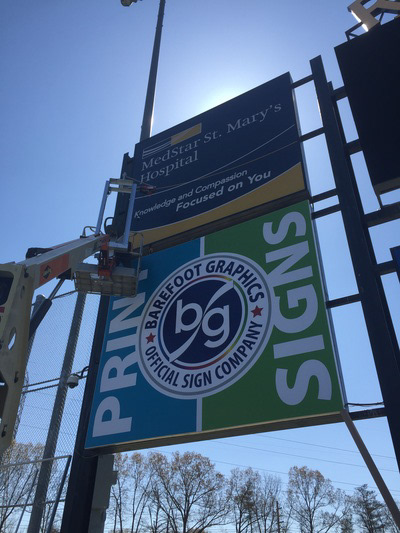 MedStar St. Mary's
Hospital
Knowledge and Compassion
Focused on You
PRINT
BAREFOOT GRAPHICS
bg
OFFICIAL SIGN COMPANY
SIGNS